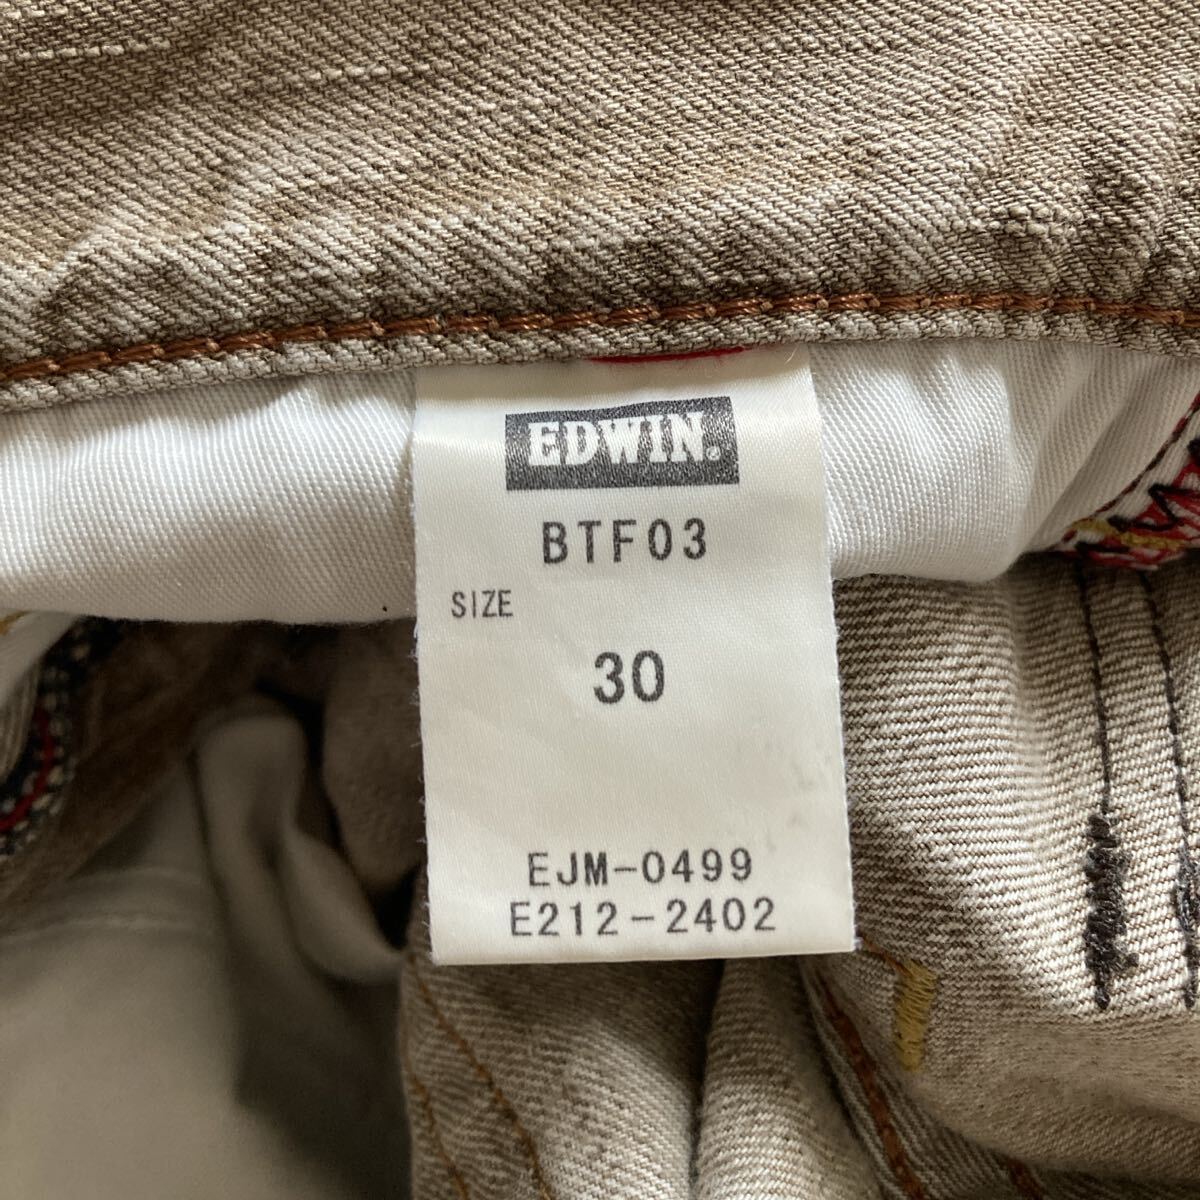 EDWIN.
BTF03
SIZE
30
EJM-0499
E212-2402